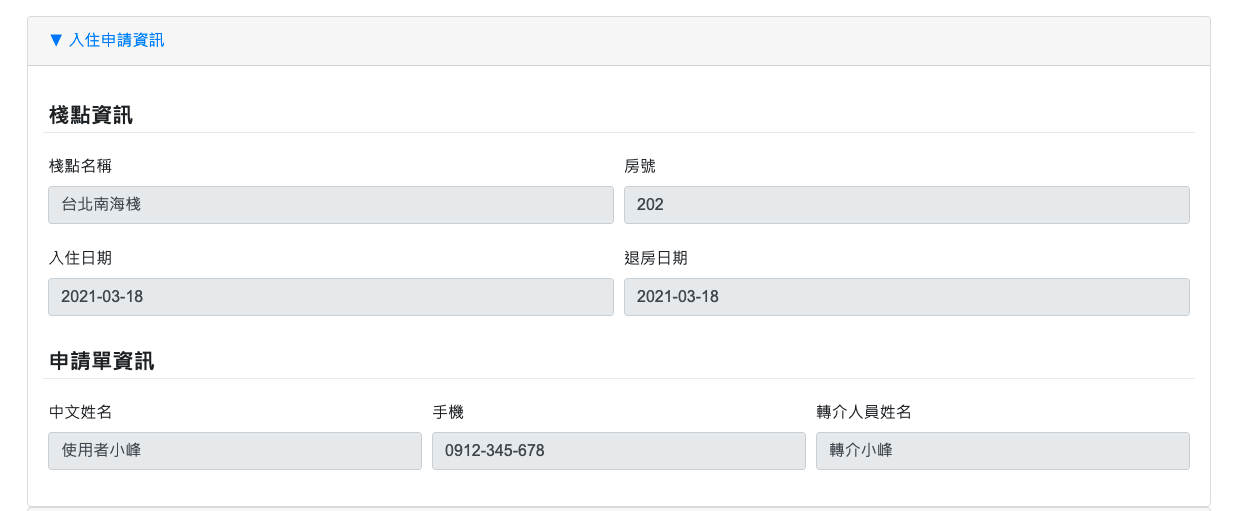 ▼ 入住申請資訊
棧點資訊
棧點名稱 房號
台北南海棧 202
入住日期 退房日期
2021-03-18 2021-03-18
申請單資訊
中文姓名 手機 轉介人員姓名
使用者小峰 0912-345-678 轉介小峰